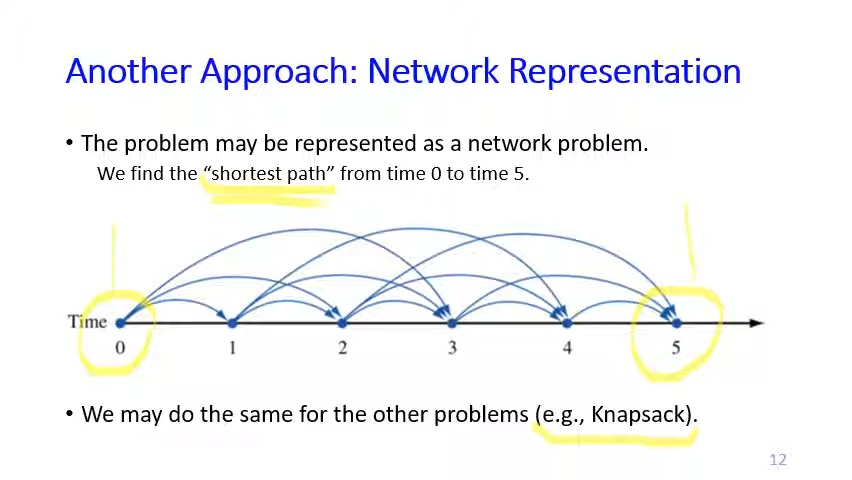 Another Approach: Network Representation
• The problem may be represented as a network problem.
We find the “shortest path” from time 0 to time 5.
Time
0 1 2 3 4 5
• We may do the same for the other problems (e.g., Knapsack).
12